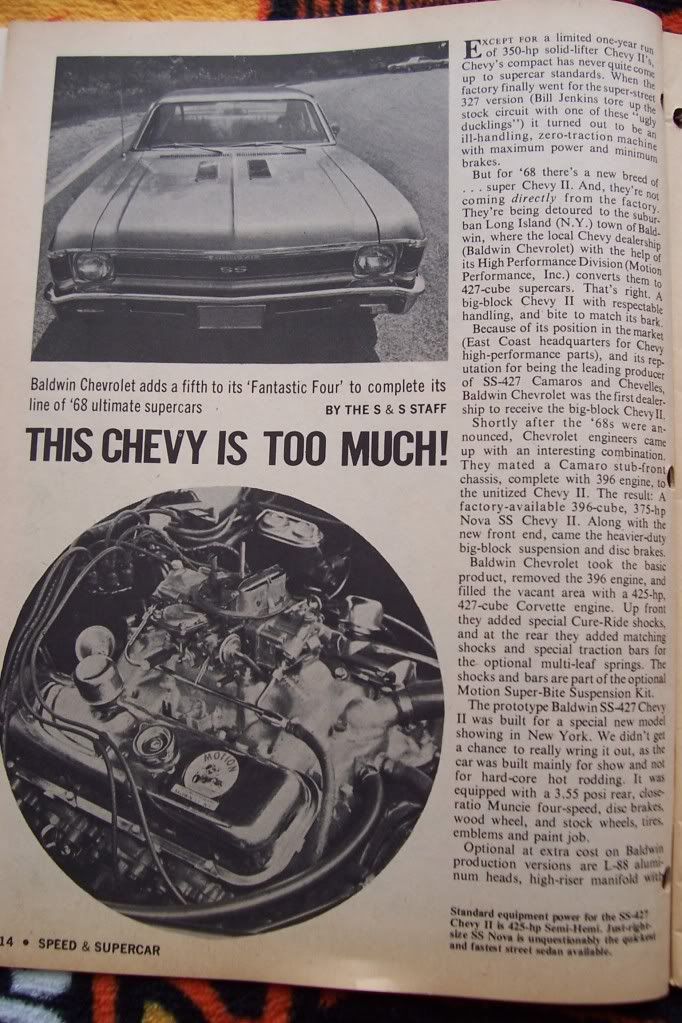 SS
Baldwin Chevrolet adds a fifth to its 'Fantastic Four' to complete its
line of '68 ultimate supercars
BY THE S & S STAFF
THIS CHEVY IS TOO MUCH!
MOTION
14 • SPEED & SUPERCAR
EXCEPT FOR a limited one-year run
of 350-hp solid-lifter Chevy II's,
Chevy's compact has never quite come
up to supercar standards. When the
factory finally went for the super-street
327 version (Bill Jenkins tore up the
stock circuit with one of these "ugly
ducklings") it turned out to be an
ill-handling, zero-traction machine
with maximum power and minimum
brakes.
But for '68 there's a new breed of
. . . super Chevy II. And, they're not
coming directly from the factory.
They're being detoured to the subur-
ban Long Island (N.Y.) town of Bald-
win, where the local Chevy dealership
(Baldwin Chevrolet) with the help of
its High Performance Division (Motion
Performance, Inc.) converts them to
427-cube supercars. That's right. A
big-block Chevy II with respectable
handling, and bite to match its bark.
Because of its position in the market
(East Coast headquarters for Chevy
high-performance parts), and its rep-
utation for being the leading producer
of SS-427 Camaros and Chevelles,
Baldwin Chevrolet was the first dealer-
ship to receive the big-block Chevy II.
Shortly after the '68s were an-
nounced, Chevrolet engineers came
up with an interesting combination.
They mated a Camaro stub-front
chassis, complete with 396 engine, to
the unitized Chevy II. The result: A
factory-available 396-cube, 375-hp
Nova SS Chevy II. Along with the
new front end, came the heavier-duty
big-block suspension and disc brakes.
Baldwin Chevrolet took the basic
product, removed the 396 engine, and
filled the vacant area with a 425-hp,
427-cube Corvette engine. Up front
they added special Cure-Ride shocks,
and at the rear they added matching
shocks and special traction bars for
the optional multi-leaf springs. The
shocks and bars are part of the optional
Motion Super-Bite Suspension Kit.
The prototype Baldwin SS-427 Chevy
II was built for a special new model
showing in New York. We didn't get
a chance to really wring it out, as the
car was built mainly for show and not
for hard-core hot rodding. It was
equipped with a 3.55 posi rear, close-
ratio Muncie four-speed, disc brakes,
wood wheel, and stock wheels, tires,
emblems and paint job.
Optional at extra cost on Baldwin
production versions are L-88 alumi-
num heads, high-riser manifold with
Standard equipment power for the SS-427
Chevy II is 425-hp Semi-Hemi. Just-right-
size SS Nova is unquestionably the quickest
and fastest street sedan available.